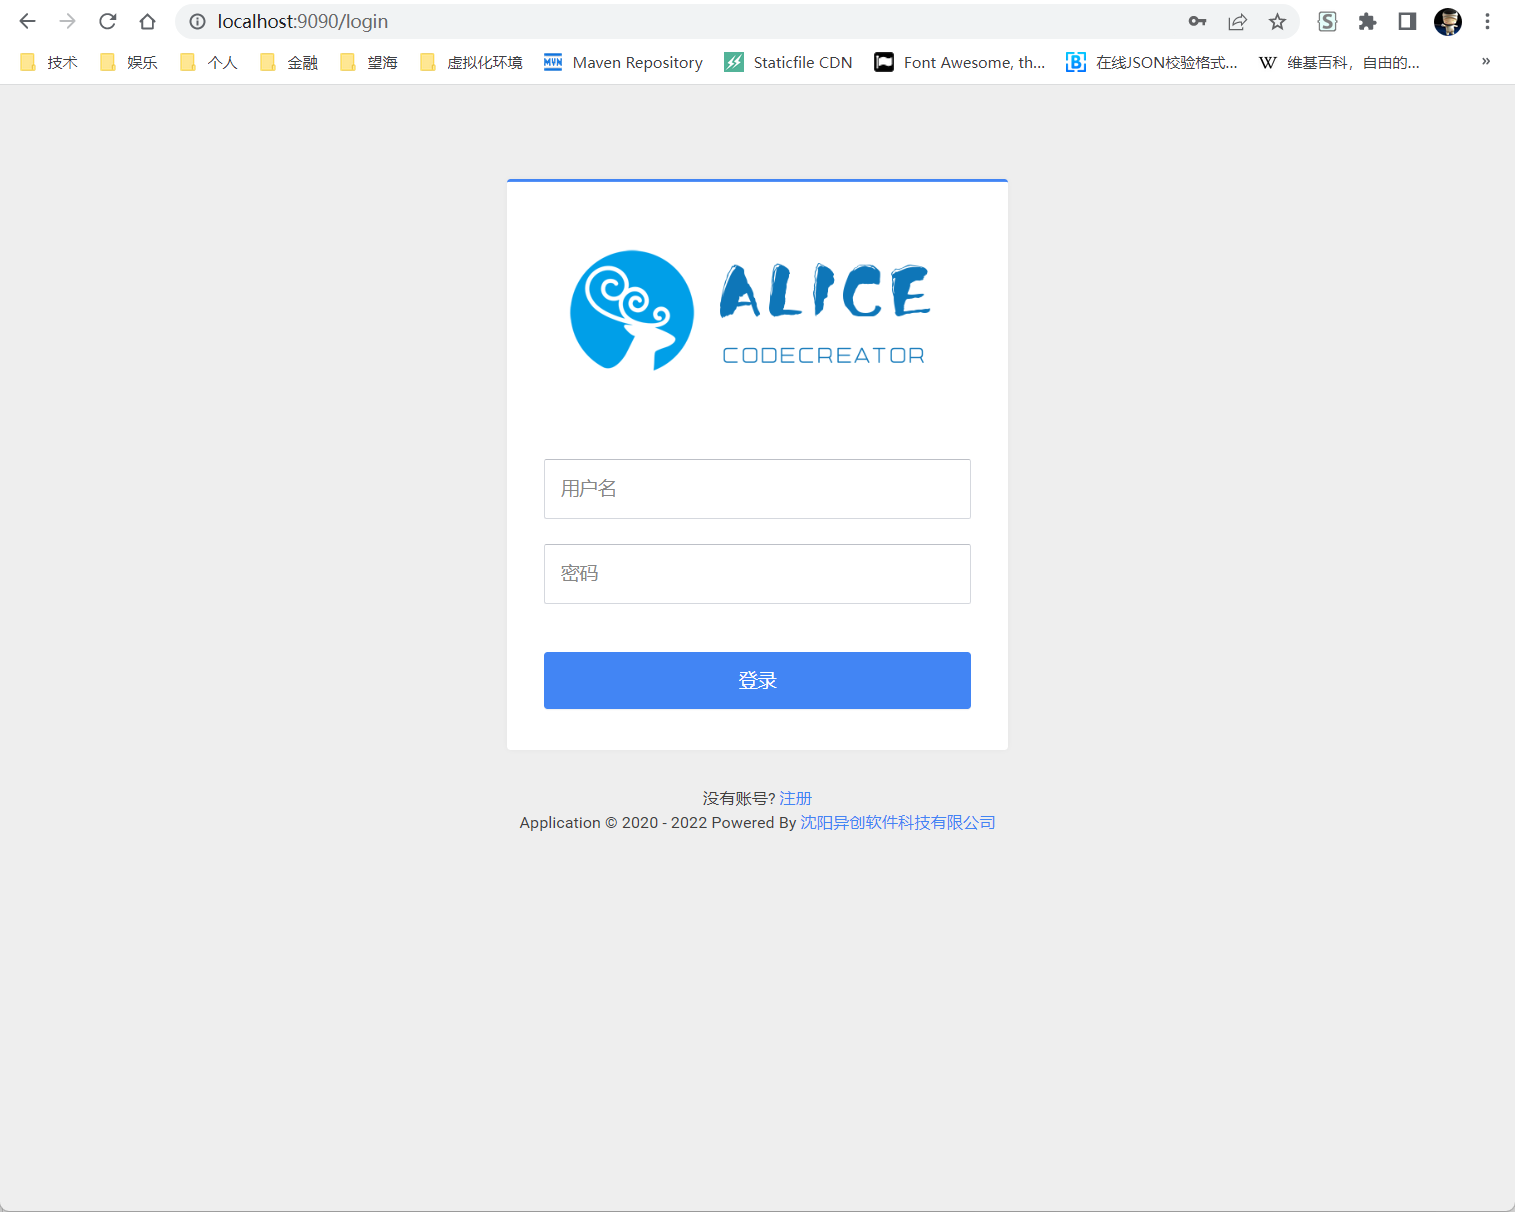 localhost:9090/login
技术 娱乐 个人 金融 望海 虚拟化环境 Maven Repository Staticfile CDN Font Awesome, th... 在线JSON校验格式... 维基百科，自由的... »
ALICE
CODECREATOR
用户名
密码
登录
没有账号? 注册
Application © 2020 - 2022 Powered By 沈阳异创软件科技有限公司